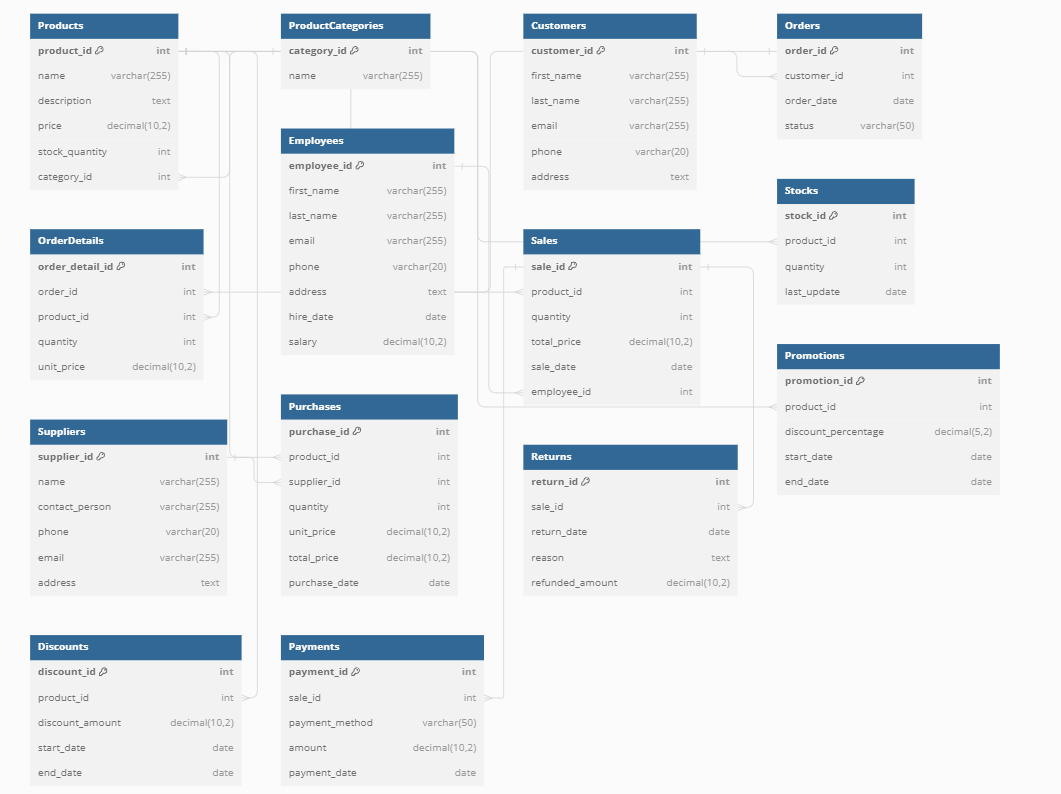 Products
product_id int
name varchar(255)
description text
price decimal(10,2)
stock_quantity int
category_id int
ProductCategories
category_id int
name varchar(255)
Customers
customer_id int
first_name varchar(255)
last_name varchar(255)
email varchar(255)
phone varchar(20)
address text
Orders
order_id int
customer_id int
order_date date
status varchar(50)
Employees
employee_id int
first_name varchar(255)
last_name varchar(255)
email varchar(255)
phone varchar(20)
address text
hire_date date
salary decimal(10,2)
Stocks
stock_id int
product_id int
quantity int
last_update date
OrderDetails
order_detail_id int
order_id int
product_id int
quantity int
unit_price decimal(10,2)
Sales
sale_id int
product_id int
quantity int
total_price decimal(10,2)
sale_date date
employee_id int
Promotions
promotion_id int
product_id int
discount_percentage decimal(5,2)
start_date date
end_date date
Suppliers
supplier_id int
name varchar(255)
contact_person varchar(255)
phone varchar(20)
email varchar(255)
address text
Purchases
purchase_id int
product_id int
supplier_id int
quantity int
unit_price decimal(10,2)
total_price decimal(10,2)
purchase_date date
Returns
return_id int
sale_id int
return_date date
reason text
refunded_amount decimal(10,2)
Discounts
discount_id int
product_id int
discount_amount decimal(10,2)
start_date date
end_date date
Payments
payment_id int
sale_id int
payment_method varchar(50)
amount decimal(10,2)
payment_date date